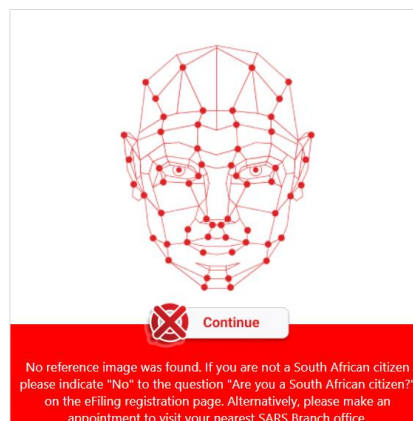 Continue
No reference image was found. If you are not a South African citizen
please indicate "No" to the question "Are you a South African citizen?"
on the eFiling registration page. Alternatively, please make an
appointment to visit your nearest SARS Branch office